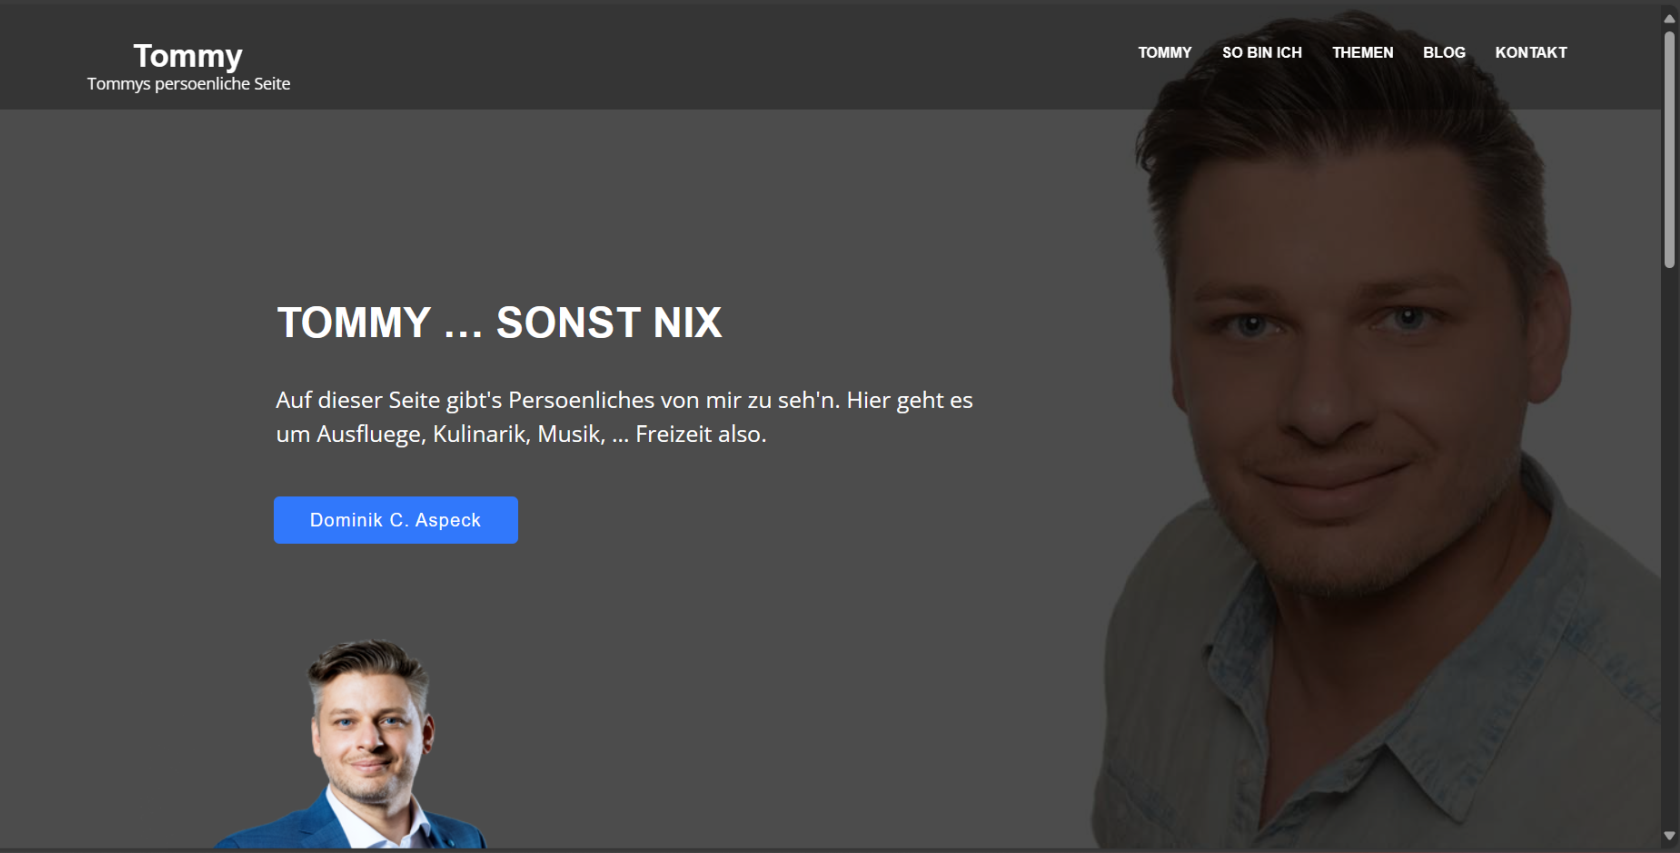 Tommy
Tommys persoenliche Seite
TOMMY SO BIN ICH THEMEN BLOG KONTAKT
TOMMY ... SONST NIX
Auf dieser Seite gibt's Persoenliches von mir zu seh'n. Hier geht es
um Ausfluege, Kulinarik, Musik, ... Freizeit also.
Dominik C. Aspeck